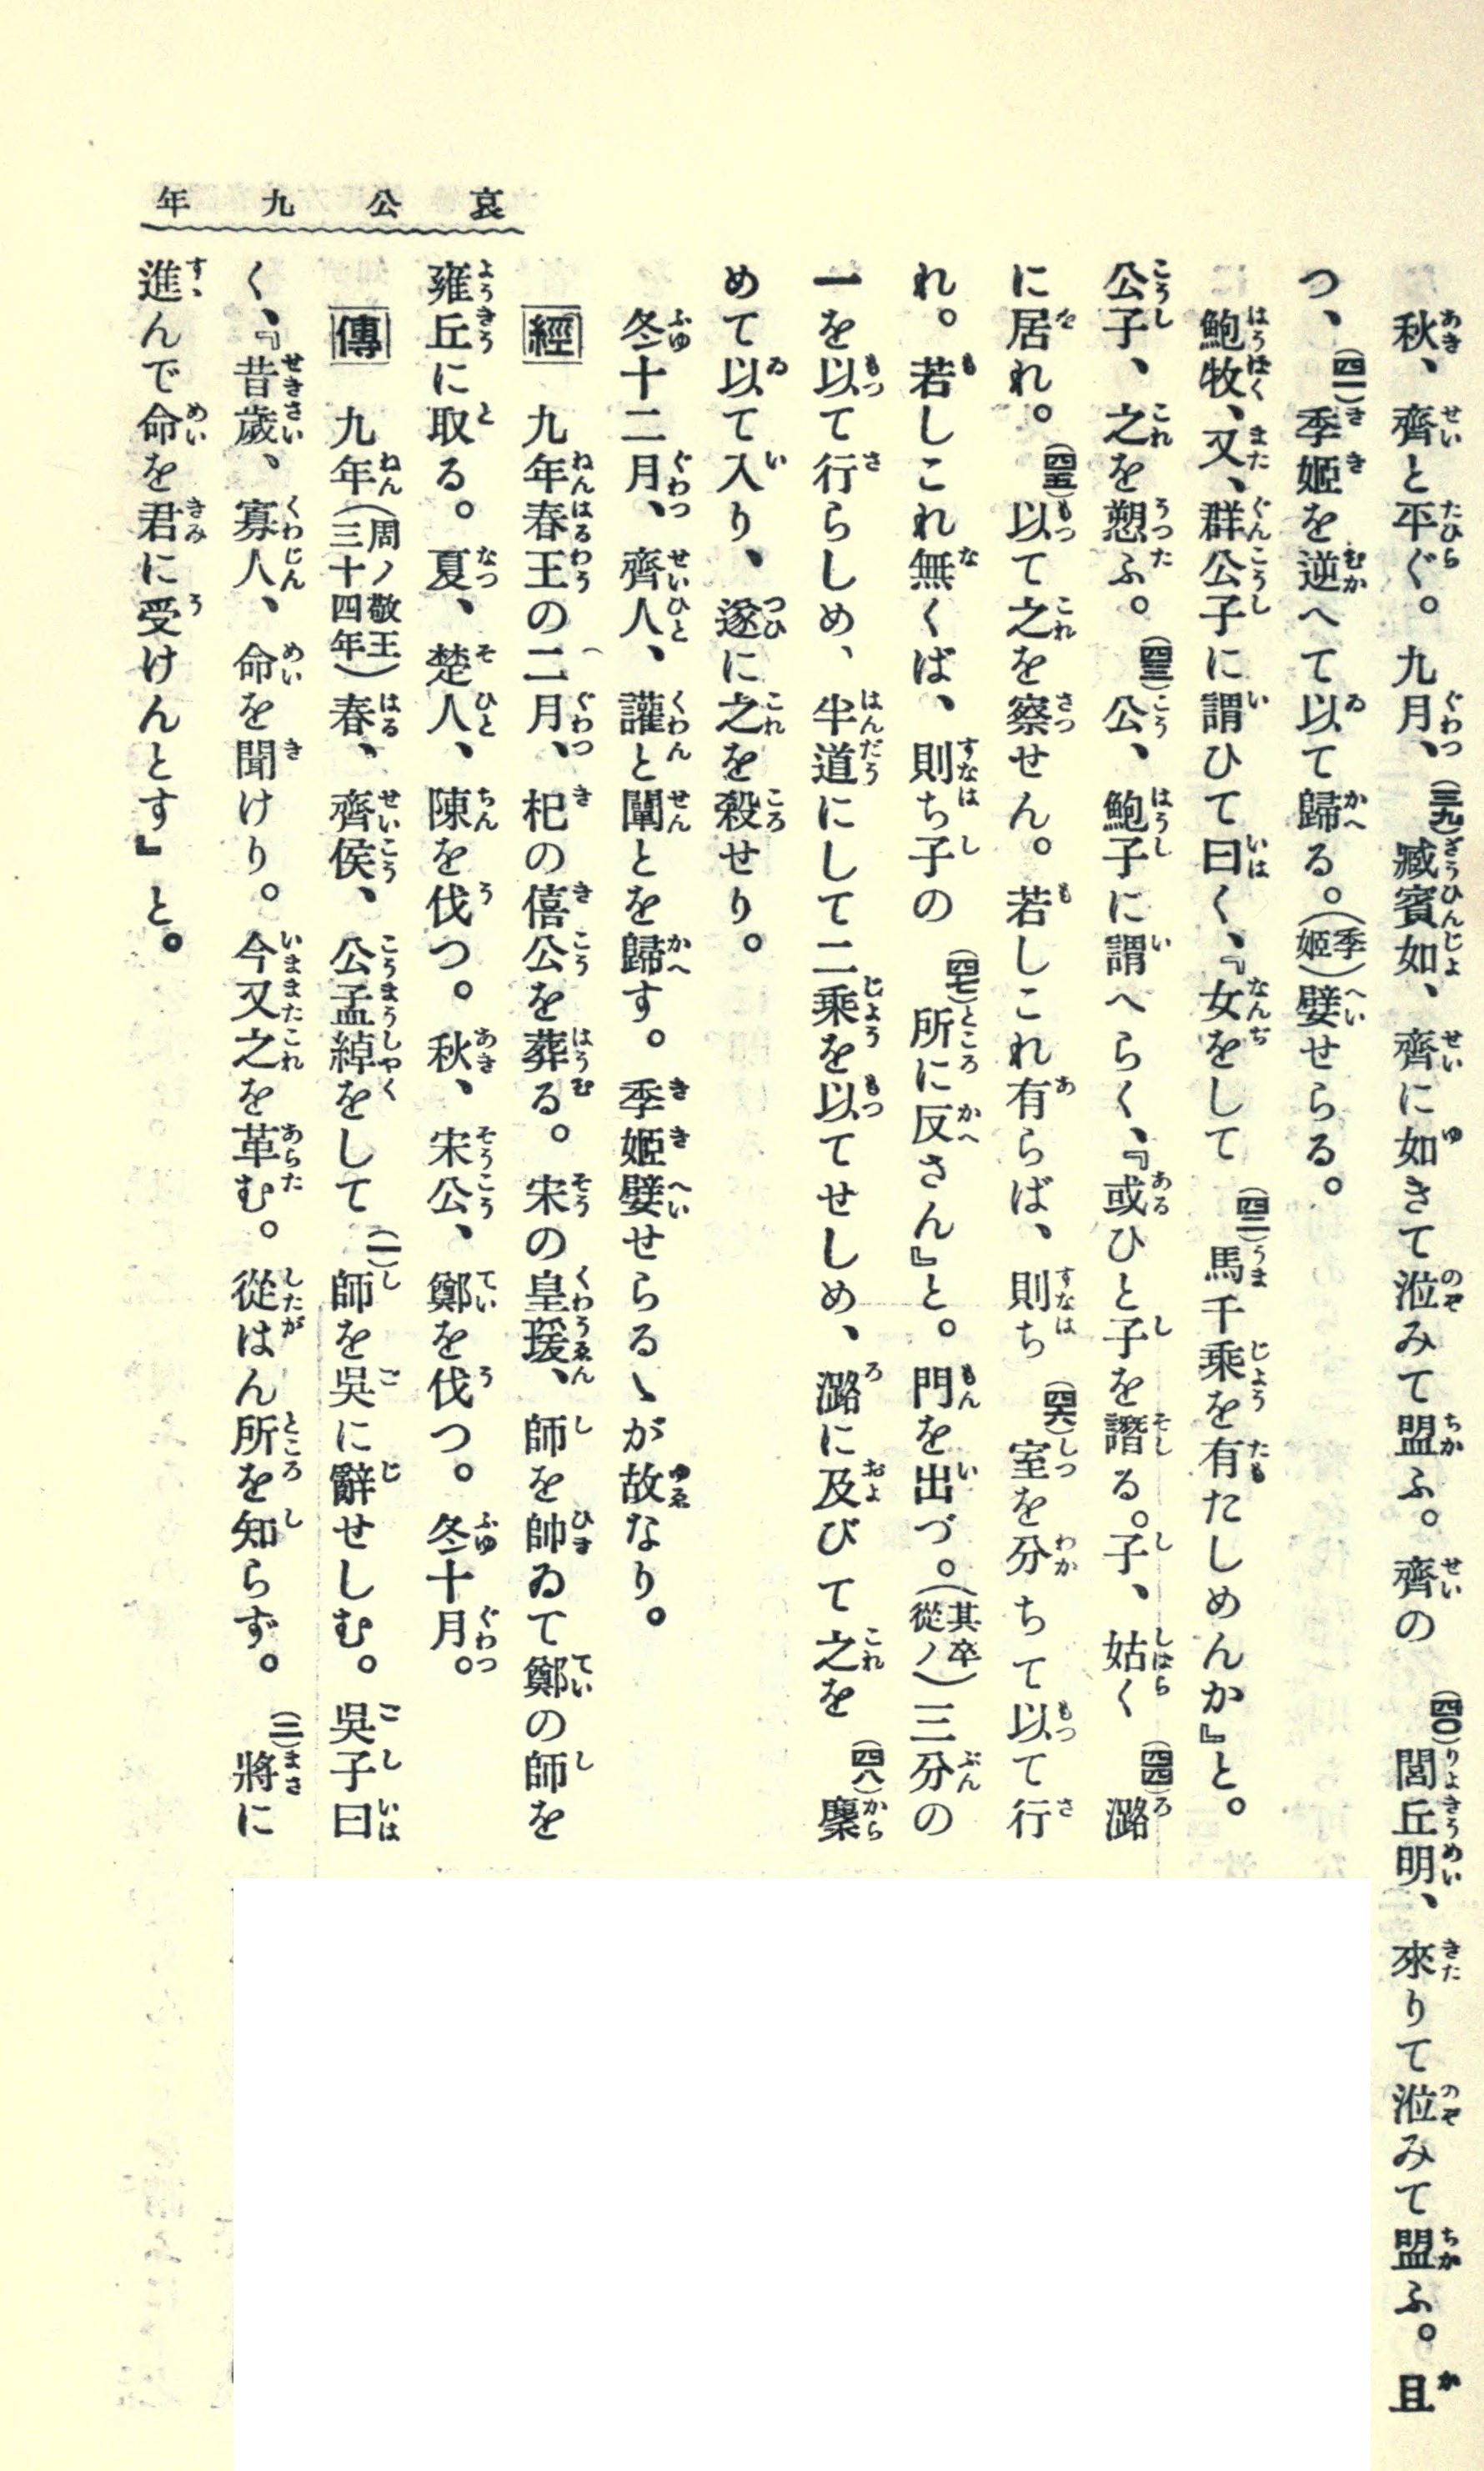 哀公九年
秋、齊と平ぐ。九月、(三九)臧賓如、齊に如きて涖みて盟ふ。齊の(四〇)閭丘明、來りて涖みて盟ふ。且
つ、(四一)季姬を逆へて以て歸る。(季姬)嬖せらる。
鮑牧、又、群公子に謂ひて曰く、『女をして(四二)馬千乘を有たしめんか』と。
公子、之を愬ふ。(四三)公、鮑子に謂へらく、『或ひと子を譖る。子、姑く(四四)潞
に居れ。(四五)以て之を察せん。若しこれ有らば、則ち(四六)室を分ちて以て行
れ。若しこれ無くば、則ち子の(四七)所に反さん』と。門を出づ。(其卒從ノ)三分の
一を以て行らしめ、半道にして二乘を以てせしめ、潞に及びて之を(四八)麇
めて以て入り、遂に之を殺せり。
冬十二月、齊人、讙と闡とを歸す。季姬嬖せらるゝが故なり。
經 九年春王の二月、杞の僖公を葬る。宋の皇瑗、師を帥ゐて鄭の師を
雍丘に取る。夏、楚人、陳を伐つ。秋、宋公、鄭を伐つ。冬十月。
傳 九年(周ノ敬王三十四年)春、齊侯、公孟綽をして(一)師を吳に辭せしむ。吳子曰
く、『昔歲、寡人、命を聞けり。今又之を革む。從はん所を知らず。(二)將に
進んで命を君に受けんとす』と。